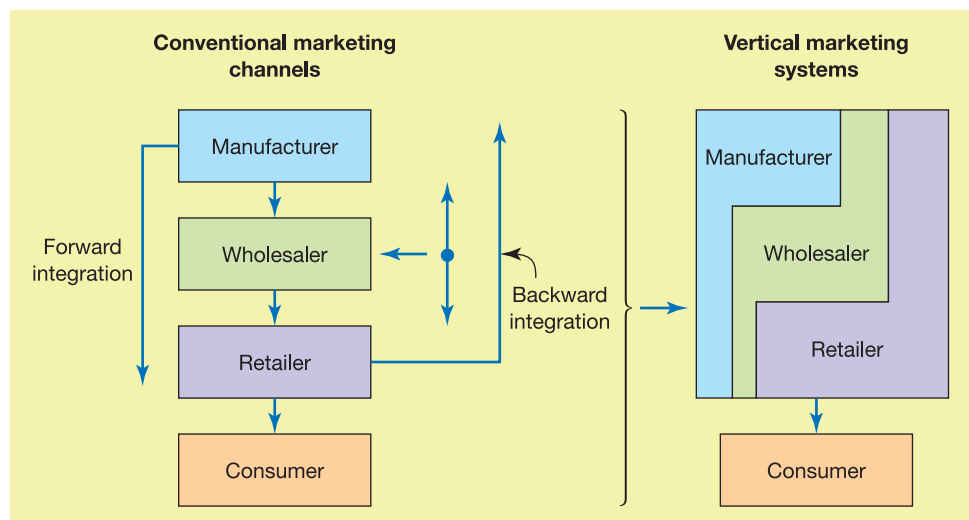 Conventional marketing
channels
Manufacturer
Wholesaler
Retailer
Consumer
Forward
integration
Backward
integration
Vertical marketing
systems
Manufacturer
Wholesaler
Retailer
Consumer